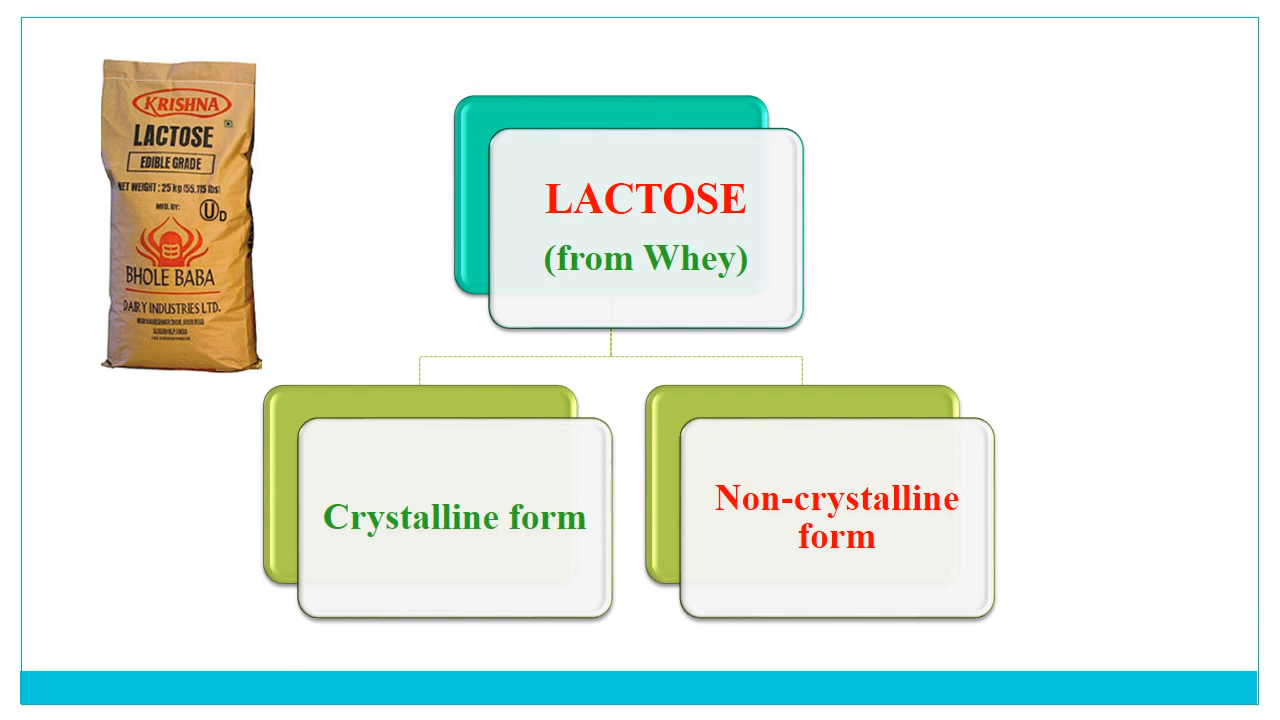 KRISHNA
LACTOSE
EDIBLE GRADE
NET WEIGHT : 25 kg (55.115 lbs)
MFD. BY:
U D
BHOLE BABA
DAIRY INDUSTRIES LTD.
LACTOSE
(from Whey)
Crystalline form
Non-crystalline
form